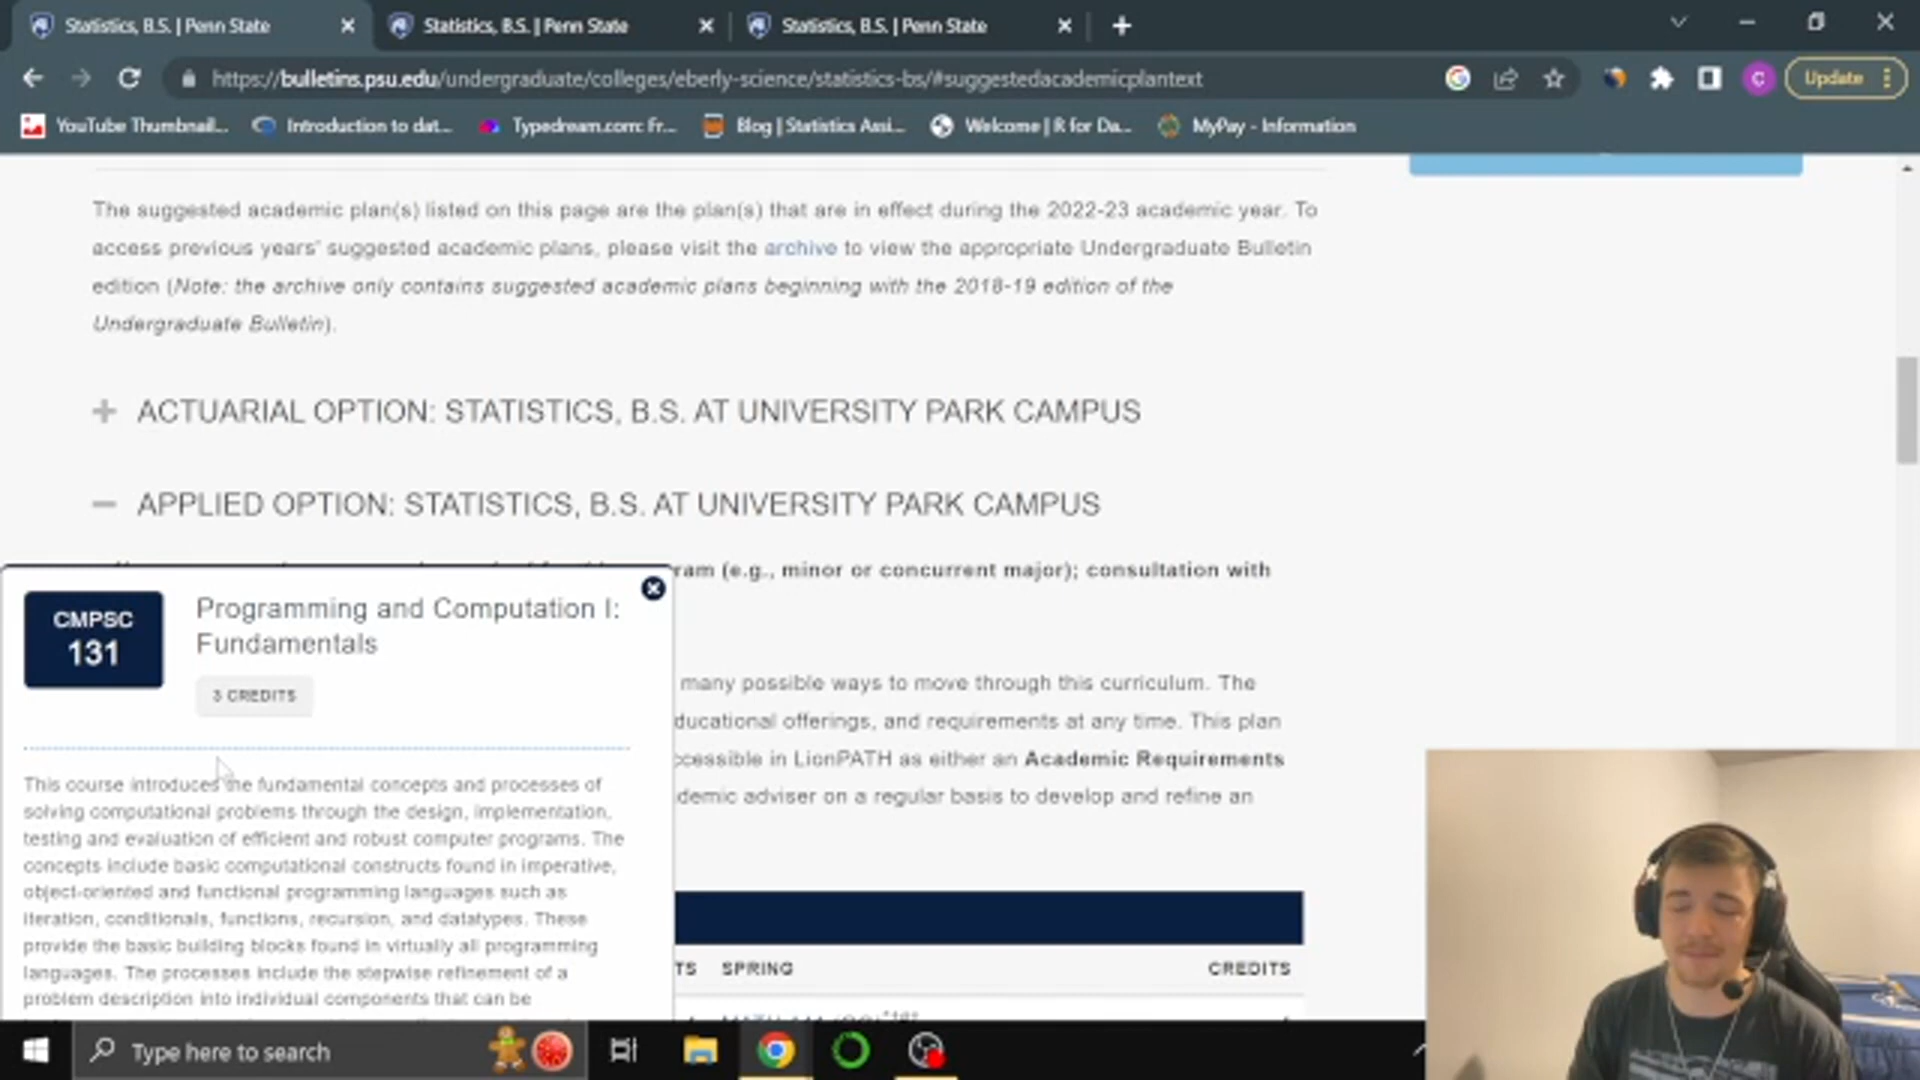 Statistics, B.S. | Penn State
Statistics, B.S. | Penn State
Statistics, B.S. | Penn State
https://bulletins.psu.edu/undergraduate/colleges/eberly-science/statistics-bs/#suggestedacademicplantext
C
Update
YouTube Thumbnail...
Introduction to dat...
Typedream.com: Fr...
Blog | Statistics Assi...
Welcome | R for Da...
MyPay - Information
The suggested academic plan(s) listed on this page are the plan(s) that are in effect during the 2022-23 academic year. To
access previous years' suggested academic plans, please visit the archive to view the appropriate Undergraduate Bulletin
edition (Note: the archive only contains suggested academic plans beginning with the 2018-19 edition of the
Undergraduate Bulletin).
ACTUARIAL OPTION: STATISTICS, B.S. AT UNIVERSITY PARK CAMPUS
APPLIED OPTION: STATISTICS, B.S. AT UNIVERSITY PARK CAMPUS
ram (e.g., minor or concurrent major); consultation with
many possible ways to move through this curriculum. The
ducational offerings, and requirements at any time. This plan
ccessible in LionPATH as either an Academic Requirements
demic adviser on a regular basis to develop and refine an
CMPSC
131
Programming and Computation I:
Fundamentals
3 CREDITS
This course introduces the fundamental concepts and processes of
solving computational problems through the design, implementation,
testing and evaluation of efficient and robust computer programs. The
concepts include basic computational constructs found in imperative,
object-oriented and functional programming languages such as
iteration, conditionals, functions, recursion, and datatypes. These
provide the basic building blocks found in virtually all programming
languages. The processes include the stepwise refinement of a
problem description into individual components that can be
TS SPRING CREDITS
Type here to search